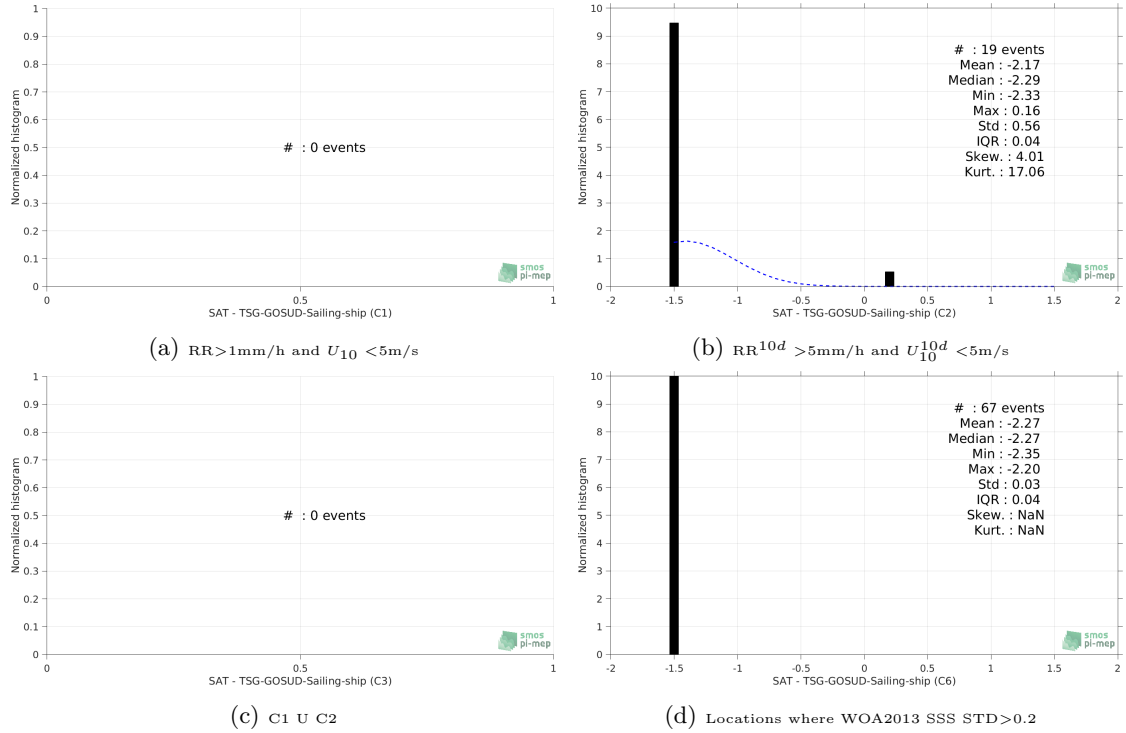 1
0.9
0.8
0.7
0.6
0.5
0.4
0.3
0.2
0.1
0
Normalized histogram
# : 0 events
smos
pi-mep
0 0.5 1
SAT - TSG-GOSUD-Sailing-ship (C1)
(a) RR>1mm/h and U10 <5m/s
10
9
8
7
6
5
4
3
2
1
0
Normalized histogram
# : 19 events
Mean : -2.17
Median : -2.29
Min : -2.33
Max : 0.16
Std : 0.56
IQR : 0.04
Skew. : 4.01
Kurt. : 17.06
smos
pi-mep
-2 -1.5 -1 -0.5 0 0.5 1 1.5 2
SAT - TSG-GOSUD-Sailing-ship (C2)
(b) RR10d >5mm/h and U10d10 <5m/s
1
0.9
0.8
0.7
0.6
0.5
0.4
0.3
0.2
0.1
0
Normalized histogram
# : 0 events
smos
pi-mep
0 0.5 1
SAT - TSG-GOSUD-Sailing-ship (C3)
(c) C1 U C2
10
9
8
7
6
5
4
3
2
1
0
Normalized histogram
# : 67 events
Mean : -2.27
Median : -2.27
Min : -2.35
Max : -2.20
Std : 0.03
IQR : 0.04
Skew. : NaN
Kurt. : NaN
smos
pi-mep
-2 -1.5 -1 -0.5 0 0.5 1 1.5 2
SAT - TSG-GOSUD-Sailing-ship (C6)
(d) Locations where WOA2013 SSS STD>0.2